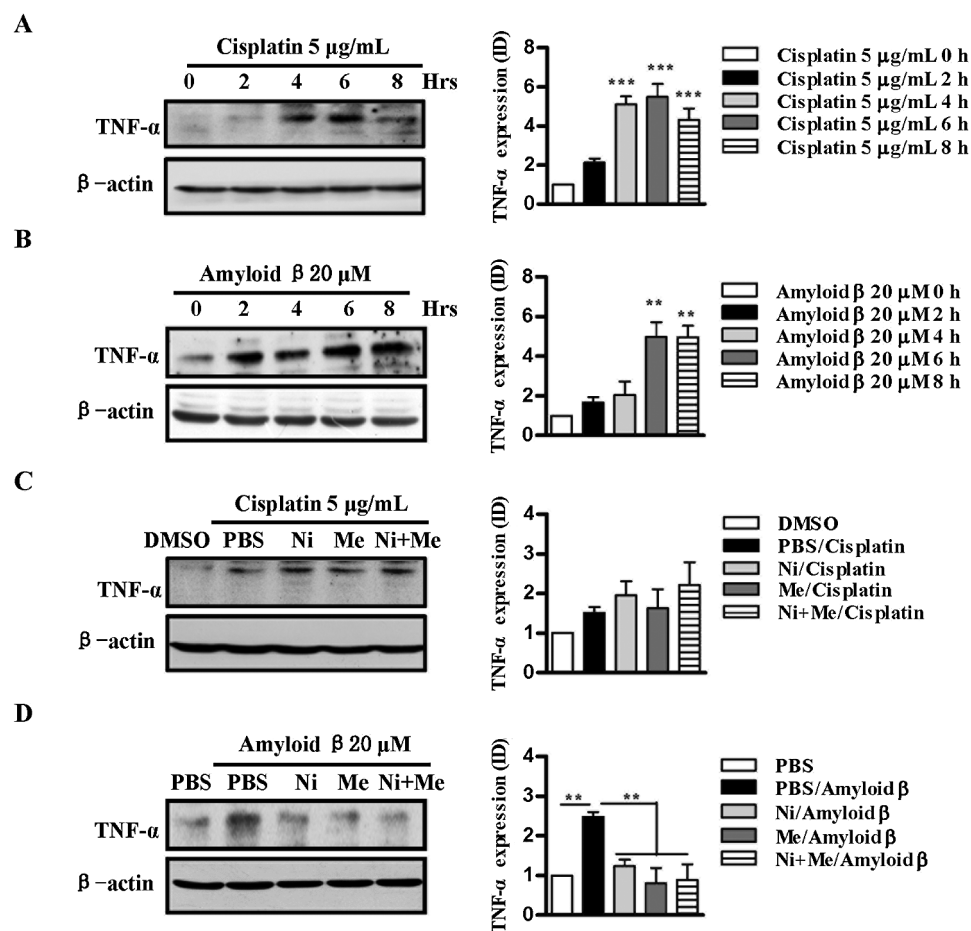 A
Cisplatin 5 µg/mL
0 2 4 6 8 Hrs
TNF-α
β-actin
TNF-α expression (ID)
8
6
4
2
0
***
***
***
Cisplatin 5 µg/mL 0 h
Cisplatin 5 µg/mL 2 h
Cisplatin 5 µg/mL 4 h
Cisplatin 5 µg/mL 6 h
Cisplatin 5 µg/mL 8 h
B
Amyloid β 20 µM
0 2 4 6 8 Hrs
TNF-α
β-actin
TNF-α expression (ID)
8
6
4
2
0
**
**
Amyloid β 20 µM 0 h
Amyloid β 20 µM 2 h
Amyloid β 20 µM 4 h
Amyloid β 20 µM 6 h
Amyloid β 20 µM 8 h
C
Cisplatin 5 µg/mL
DMSO PBS Ni Me Ni+Me
TNF-α
β-actin
TNF-α expression (ID)
4
3
2
1
0
DMSO
PBS/Cisplatin
Ni/Cisplatin
Me/Cisplatin
Ni+Me/Cisplatin
D
Amyloid β 20 µM
PBS PBS Ni Me Ni+Me
TNF-α
β-actin
TNF-α expression (ID)
4
3
2
1
0
**
**
PBS
PBS/Amyloid β
Ni/Amyloid β
Me/Amyloid β
Ni+Me/Amyloid β